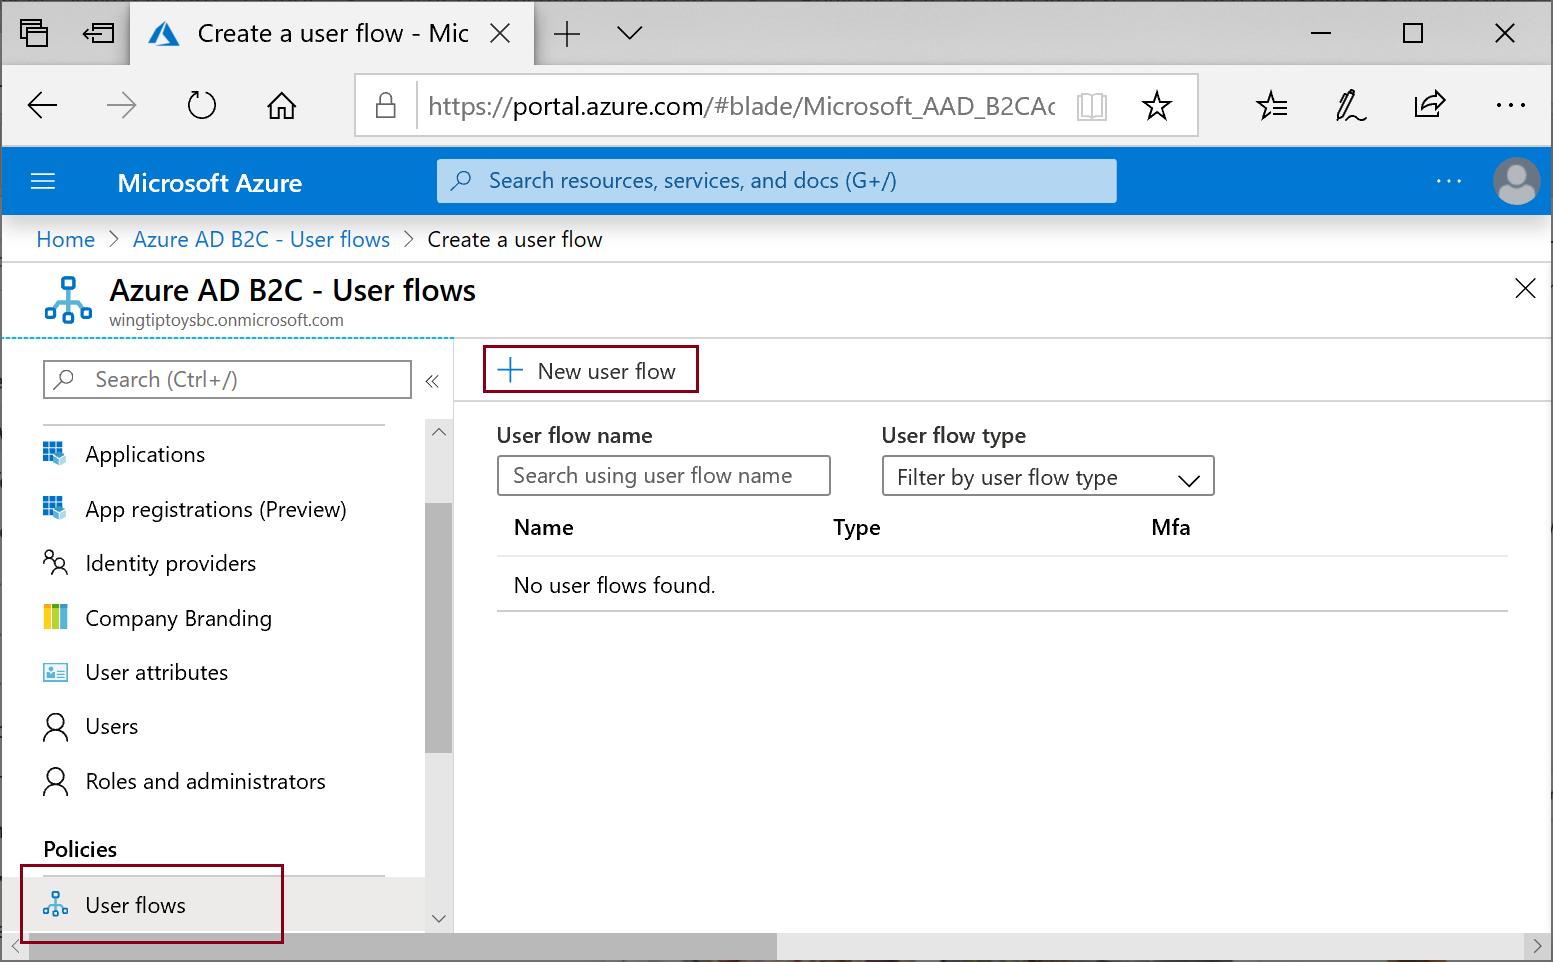 Create a user flow - Mic
https://portal.azure.com/#blade/Microsoft_AAD_B2CAc
Microsoft Azure
Search resources, services, and docs (G+/)
Home > Azure AD B2C - User flows > Create a user flow
Azure AD B2C - User flows
wingtiptoysbc.onmicrosoft.com
Search (Ctrl+/)
Applications
App registrations (Preview)
Identity providers
Company Branding
User attributes
Users
Roles and administrators
Policies
User flows
New user flow
User flow name
User flow type
Search using user flow name
Filter by user flow type
Name Type Mfa
No user flows found.